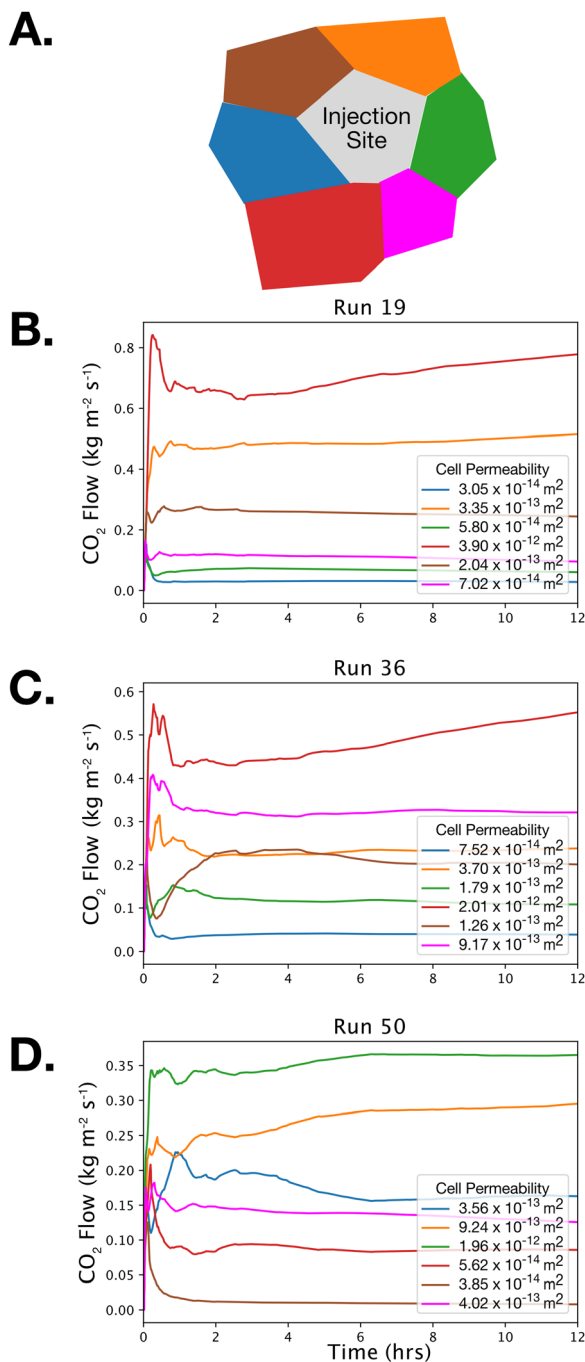 A.
Injection
Site
B.
Run 19
CO2 Flow (kg m⁻² s⁻¹)
0.8
0.6
0.4
0.2
0.0
Cell Permeability
3.05 x 10⁻¹⁴ m²
3.35 x 10⁻¹³ m²
5.80 x 10⁻¹⁴ m²
3.90 x 10⁻¹² m²
2.04 x 10⁻¹³ m²
7.02 x 10⁻¹⁴ m²
0 2 4 6 8 10 12
C.
Run 36
CO2 Flow (kg m⁻² s⁻¹)
0.6
0.5
0.4
0.3
0.2
0.1
0.0
Cell Permeability
7.52 x 10⁻¹⁴ m²
3.70 x 10⁻¹³ m²
1.79 x 10⁻¹³ m²
2.01 x 10⁻¹² m²
1.26 x 10⁻¹³ m²
9.17 x 10⁻¹³ m²
0 2 4 6 8 10 12
D.
Run 50
CO2 Flow (kg m⁻² s⁻¹)
0.35
0.30
0.25
0.20
0.15
0.10
0.05
0.00
Cell Permeability
3.56 x 10⁻¹³ m²
9.24 x 10⁻¹³ m²
1.96 x 10⁻¹² m²
5.62 x 10⁻¹⁴ m²
3.85 x 10⁻¹⁴ m²
4.02 x 10⁻¹³ m²
0 2 4 6 8 10 12
Time (hrs)